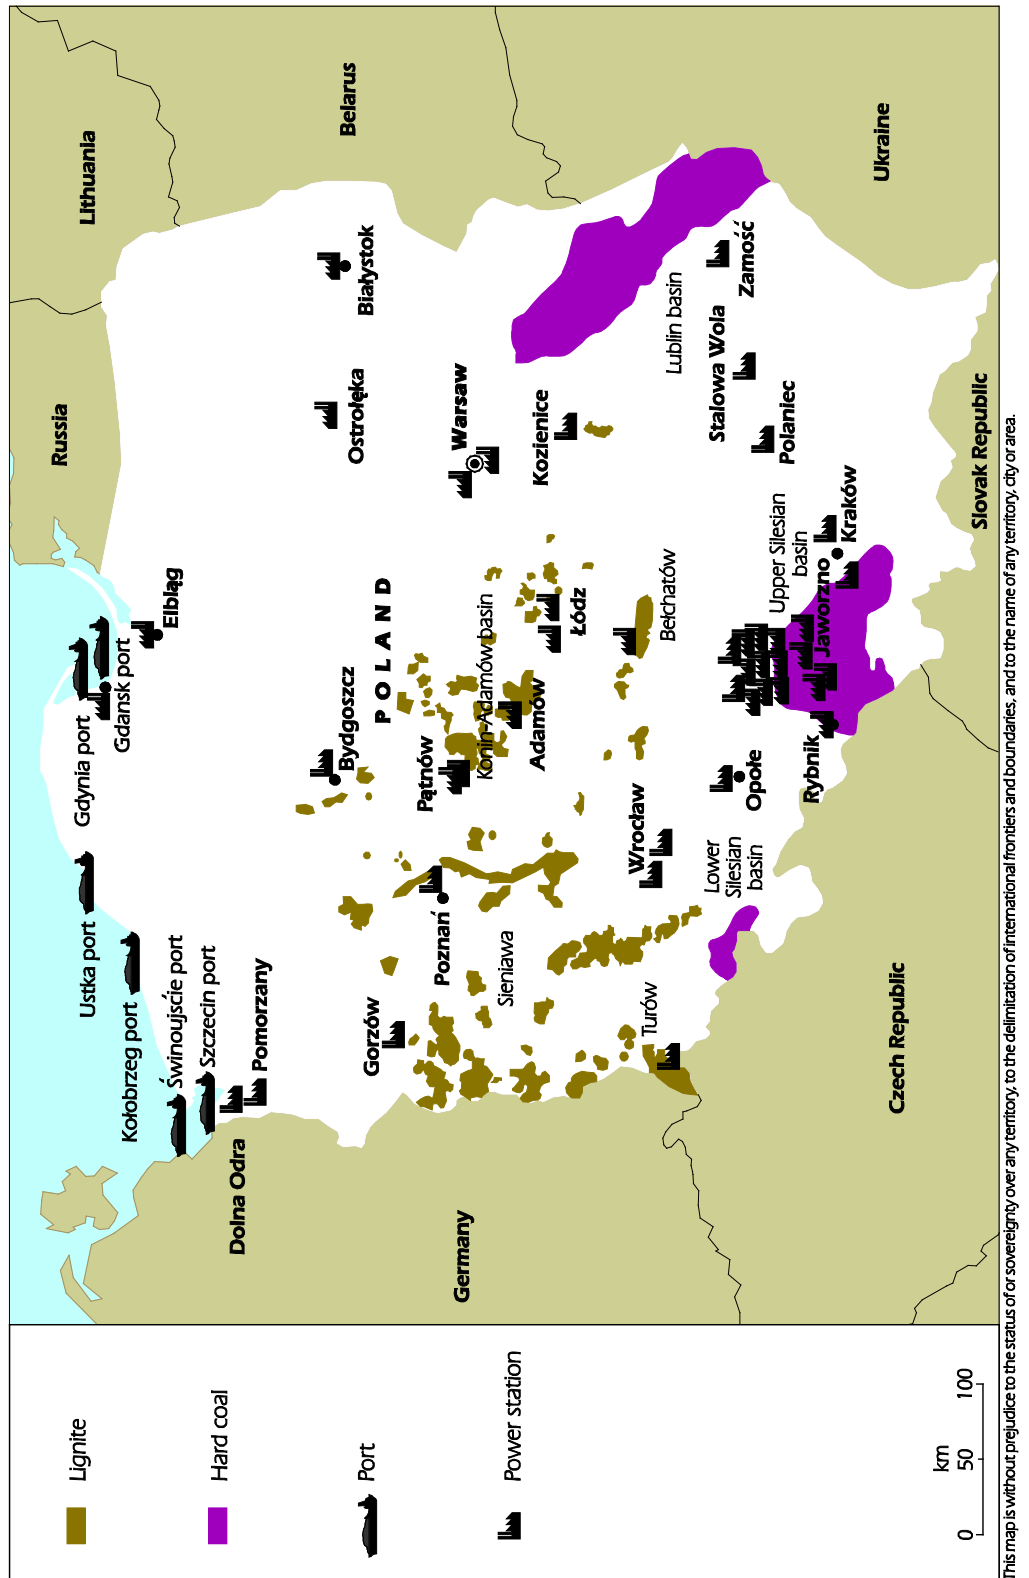 Lignite
Hard coal
Port
Power station
km
0 50 100
Russia
Lithuania
Belarus
Ukraine
Slovak Republic
Czech Republic
Germany
POLAND
Gdynia port
Gdansk port
Elbląg
Ustka port
Kołobrzeg port
Świnoujście port
Szczecin port
Pomorzany
Dolna Odra
Białystok
Ostrołęka
Bydgoszcz
Warsaw
Gorzów
Poznań
Pątnów
Konin-Adamów basin
Adamów
Sieniawa
Łódz
Kozienice
Bełchatów
Wrocław
Turów
Lublin basin
Stalowa Wola
Zamość
Polaniec
Lower
Silesian
basin
Opołe
Upper Silesian
basin
Rybnik
Jaworzno
Kraków
This map is without prejudice to the status of or sovereignty over any territory, to the delimitation of international frontiers and boundaries, and to the name of any territory, city or area.